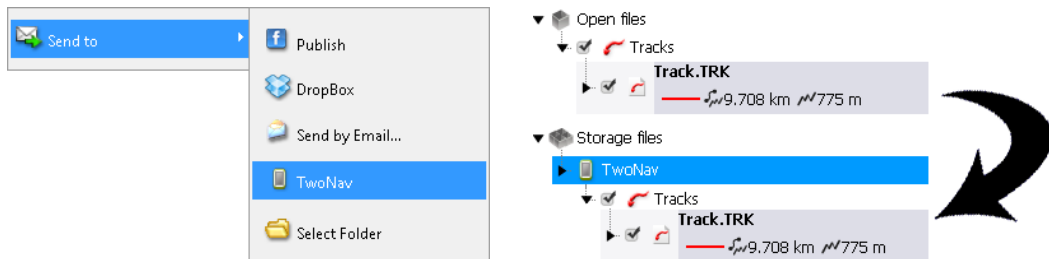 Send to
Publish
DropBox
Send by Email...
TwoNav
Select Folder
Open files
Tracks
Track.TRK
9.708 km 775 m
Storage files
TwoNav
Tracks
Track.TRK
9.708 km 775 m